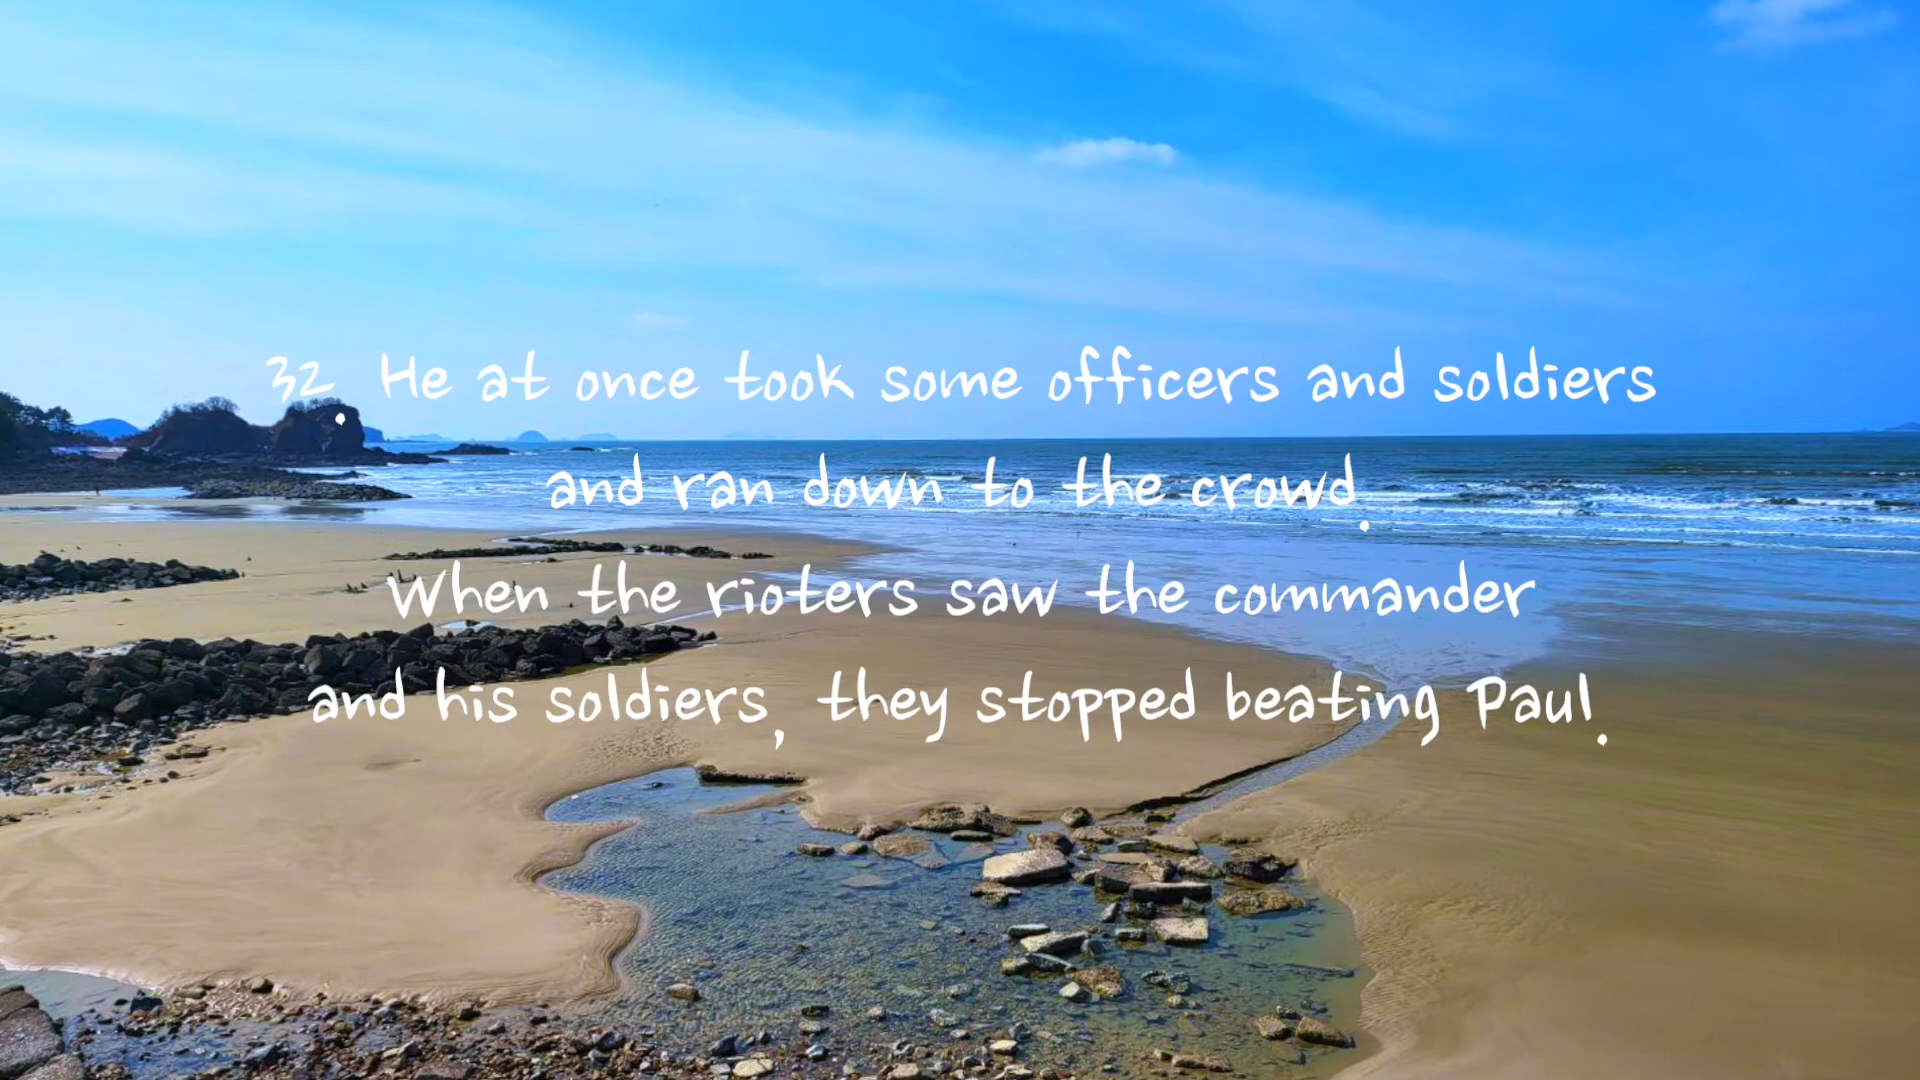 32. He at once took some officers and soldiers
and ran down to the crowd.
When the rioters saw the commander
and his soldiers, they stopped beating Paul.